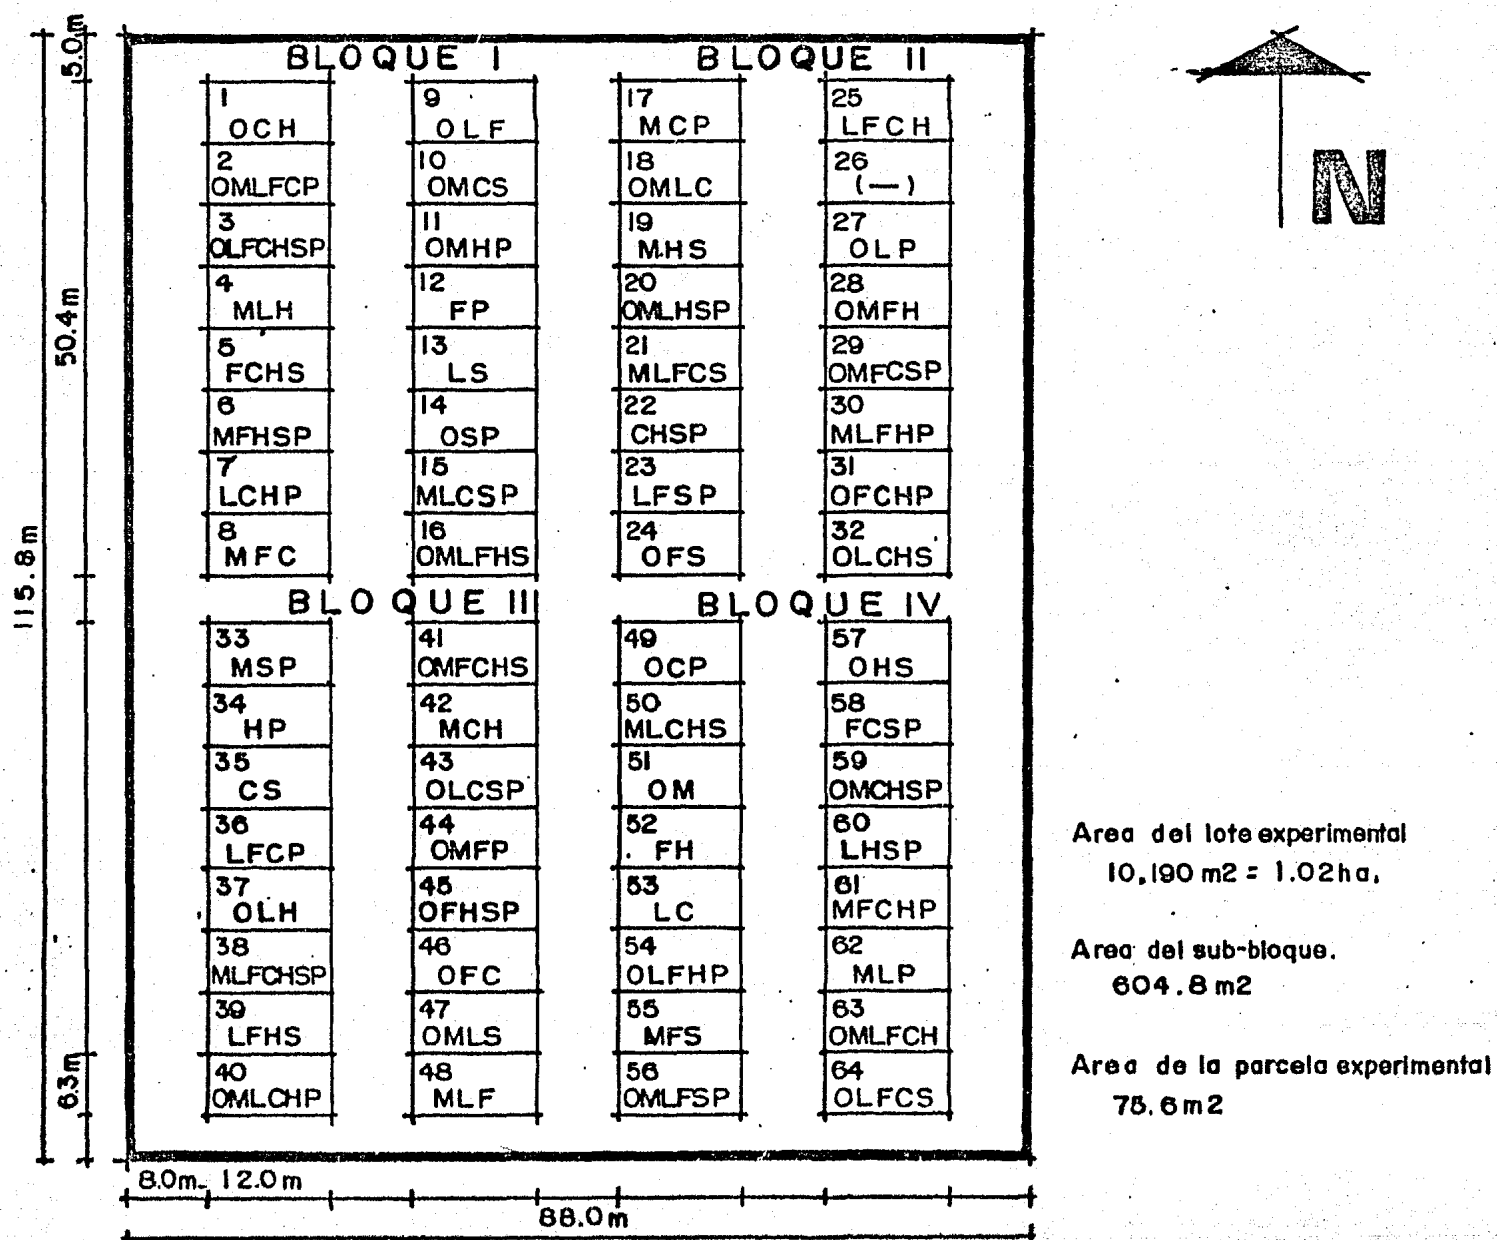 BLOQUE I BLOQUE II
1 9 17 25
OCH OLF MCP LFCH
2 10 18 26
OMLFCP OMCS OMLC (—)
3 11 19 27
OLFCHSP OMHP MHS OLP
4 12 20 28
MLH FP OMLHSP OMFH
5 13 21 29
FCHS LS MLFCS OMFCSP
6 14 22 30
MFHSP OSP CHSP MLFHP
7 15 23 31
LCHP MLCSP LFSP OFCHP
8 16 24 32
MFC OMLFHS OFS OLCHS
BLOQUE III BLOQUE IV
33 41 49 57
MSP OMFCHS OCP OHS
34 42 50 58
HP MCH MLCHS FCSP
35 43 51 59
CS OLCSP OM OMCHSP
36 44 52 60
LFCP OMFP FH LHSP
37 45 53 61
OLH OFHSP LC MFCHP
38 46 54 62
MLFCHSP OFC OLFHP MLP
39 47 55 63
LFHS OMLS MFS OMLFCH
40 48 56 64
OMLCHP MLF OMLFSP OLFCS
5.0m
50.4m
115.8m
6.3m
8.0m 12.0m
88.0m
N
Area del lote experimental
10,190 m2 = 1.02ha.
Area del sub-bloque.
604.8 m2
Area de la parcela experimental
75.6 m2